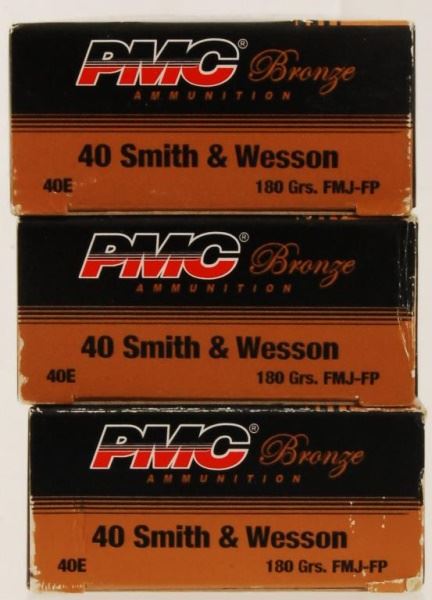 PMC® Bronze
AMMUNITION
40 Smith & Wesson
40E 180 Grs. FMJ-FP
PMC® Bronze
AMMUNITION
40 Smith & Wesson
40E 180 Grs. FMJ-FP
PMC® Bronze
AMMUNITION
40 Smith & Wesson
40E 180 Grs. FMJ-FP